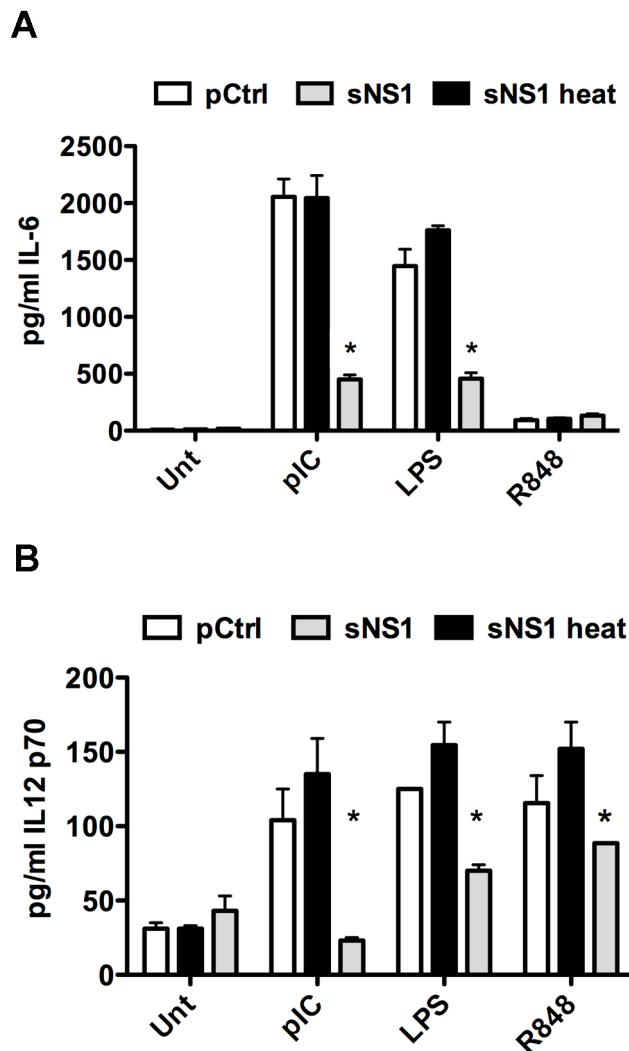 A
pCtrl sNS1 sNS1 heat
2500
2000
1500
1000
500
0
pg/ml IL-6
* *
Unt pIC LPS R848
B
pCtrl sNS1 sNS1 heat
200
150
100
50
0
pg/ml IL12 p70
* * *
Unt pIC LPS R848